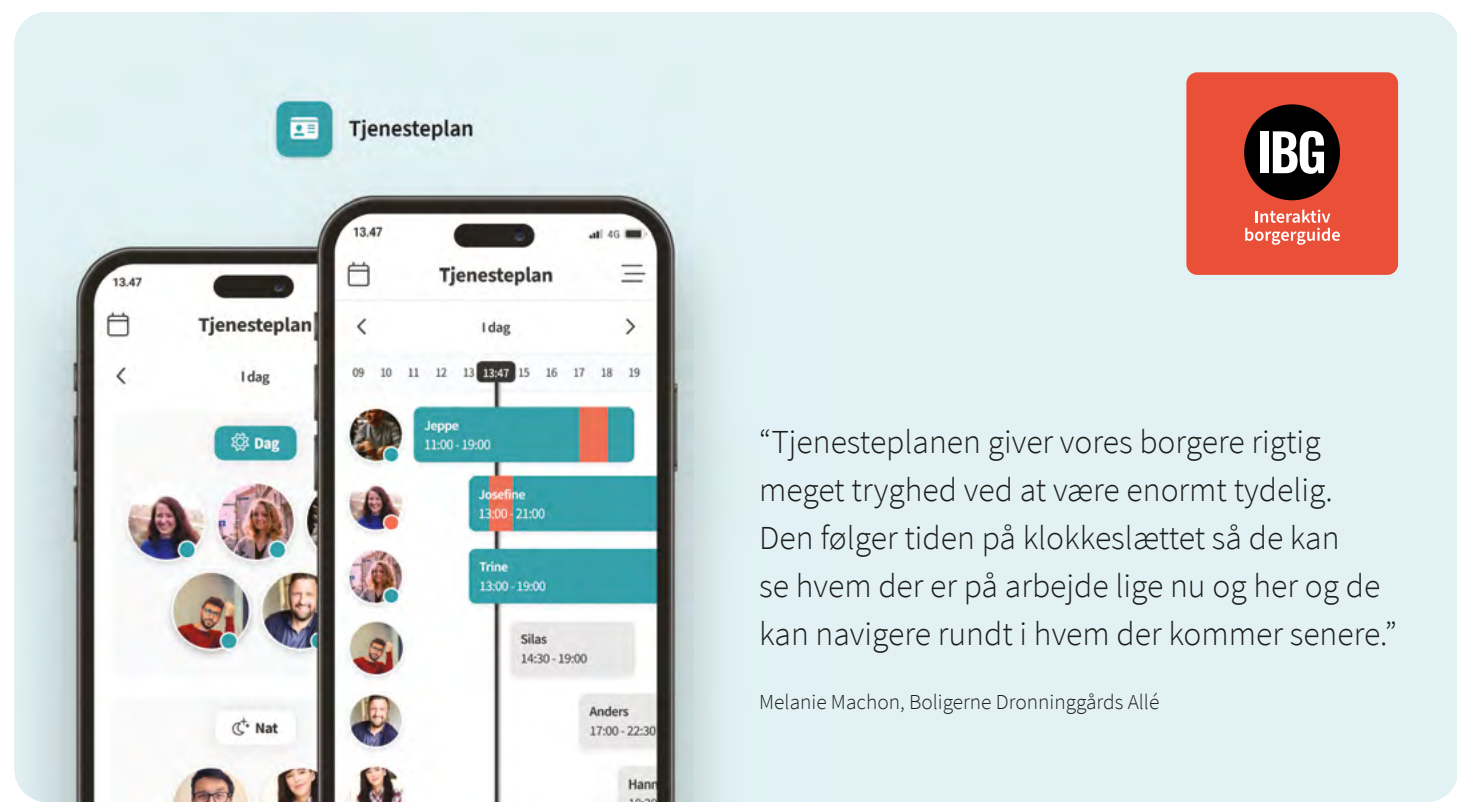 Tjenesteplan
IBG
Interaktiv
borgerguide
13.47
Tjenesteplan
I dag
Dag
Nat
13.47
4G
Tjenesteplan
I dag
09 10 11 12 13 13:47 15 16 17 18 19
Jeppe
11:00 - 19:00
Josefine
13:00 - 21:00
Trine
13:00 - 19:00
Silas
14:30 - 19:00
Anders
17:00 - 22:30
Hann
“Tjenesteplanen giver vores borgere rigtig
meget tryghed ved at være enormt tydelig.
Den følger tiden på klokkeslættet så de kan
se hvem der er på arbejde lige nu og her og de
kan navigere rundt i hvem der kommer senere.”
Melanie Machon, Boligerne Dronninggårds Allé